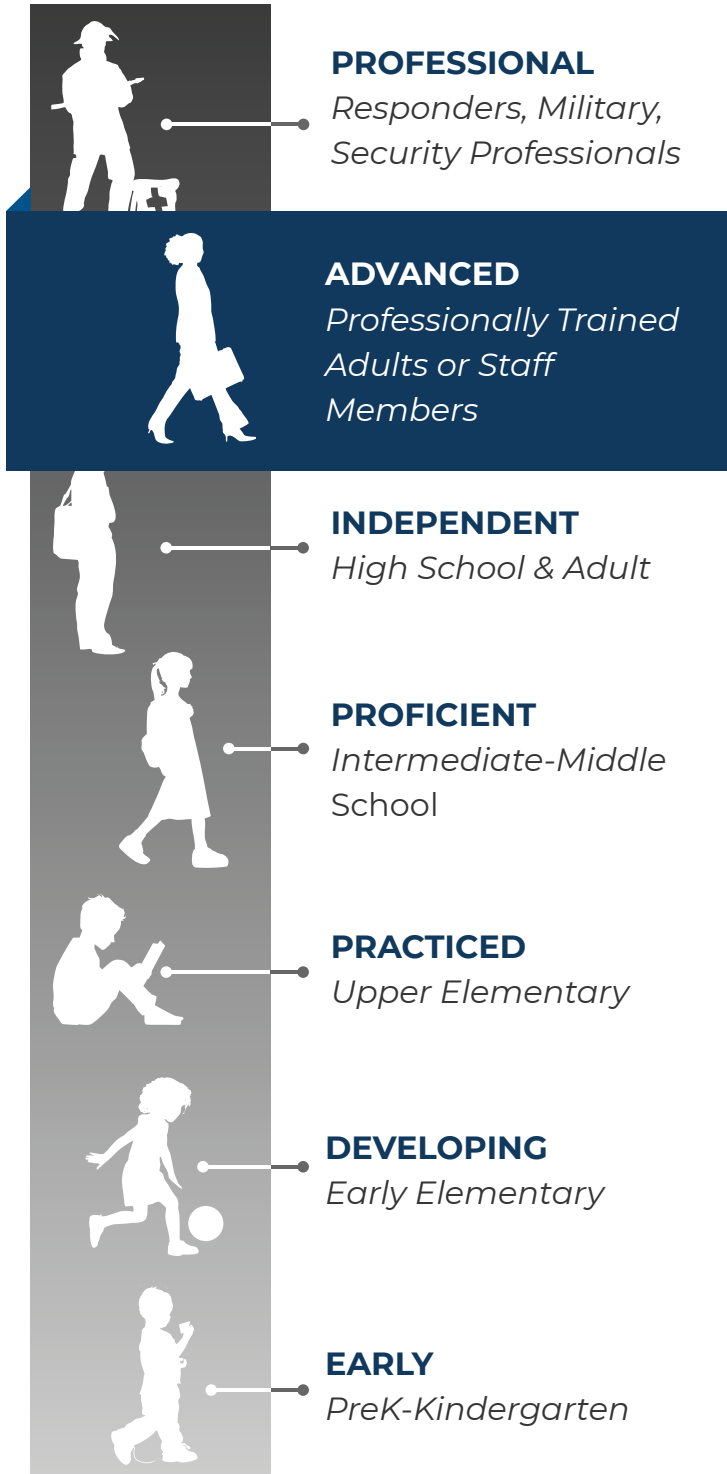 PROFESSIONAL
Responders, Military,
Security Professionals
ADVANCED
Professionally Trained
Adults or Staff
Members
INDEPENDENT
High School & Adult
PROFICIENT
Intermediate-Middle
School
PRACTICED
Upper Elementary
DEVELOPING
Early Elementary
EARLY
PreK-Kindergarten